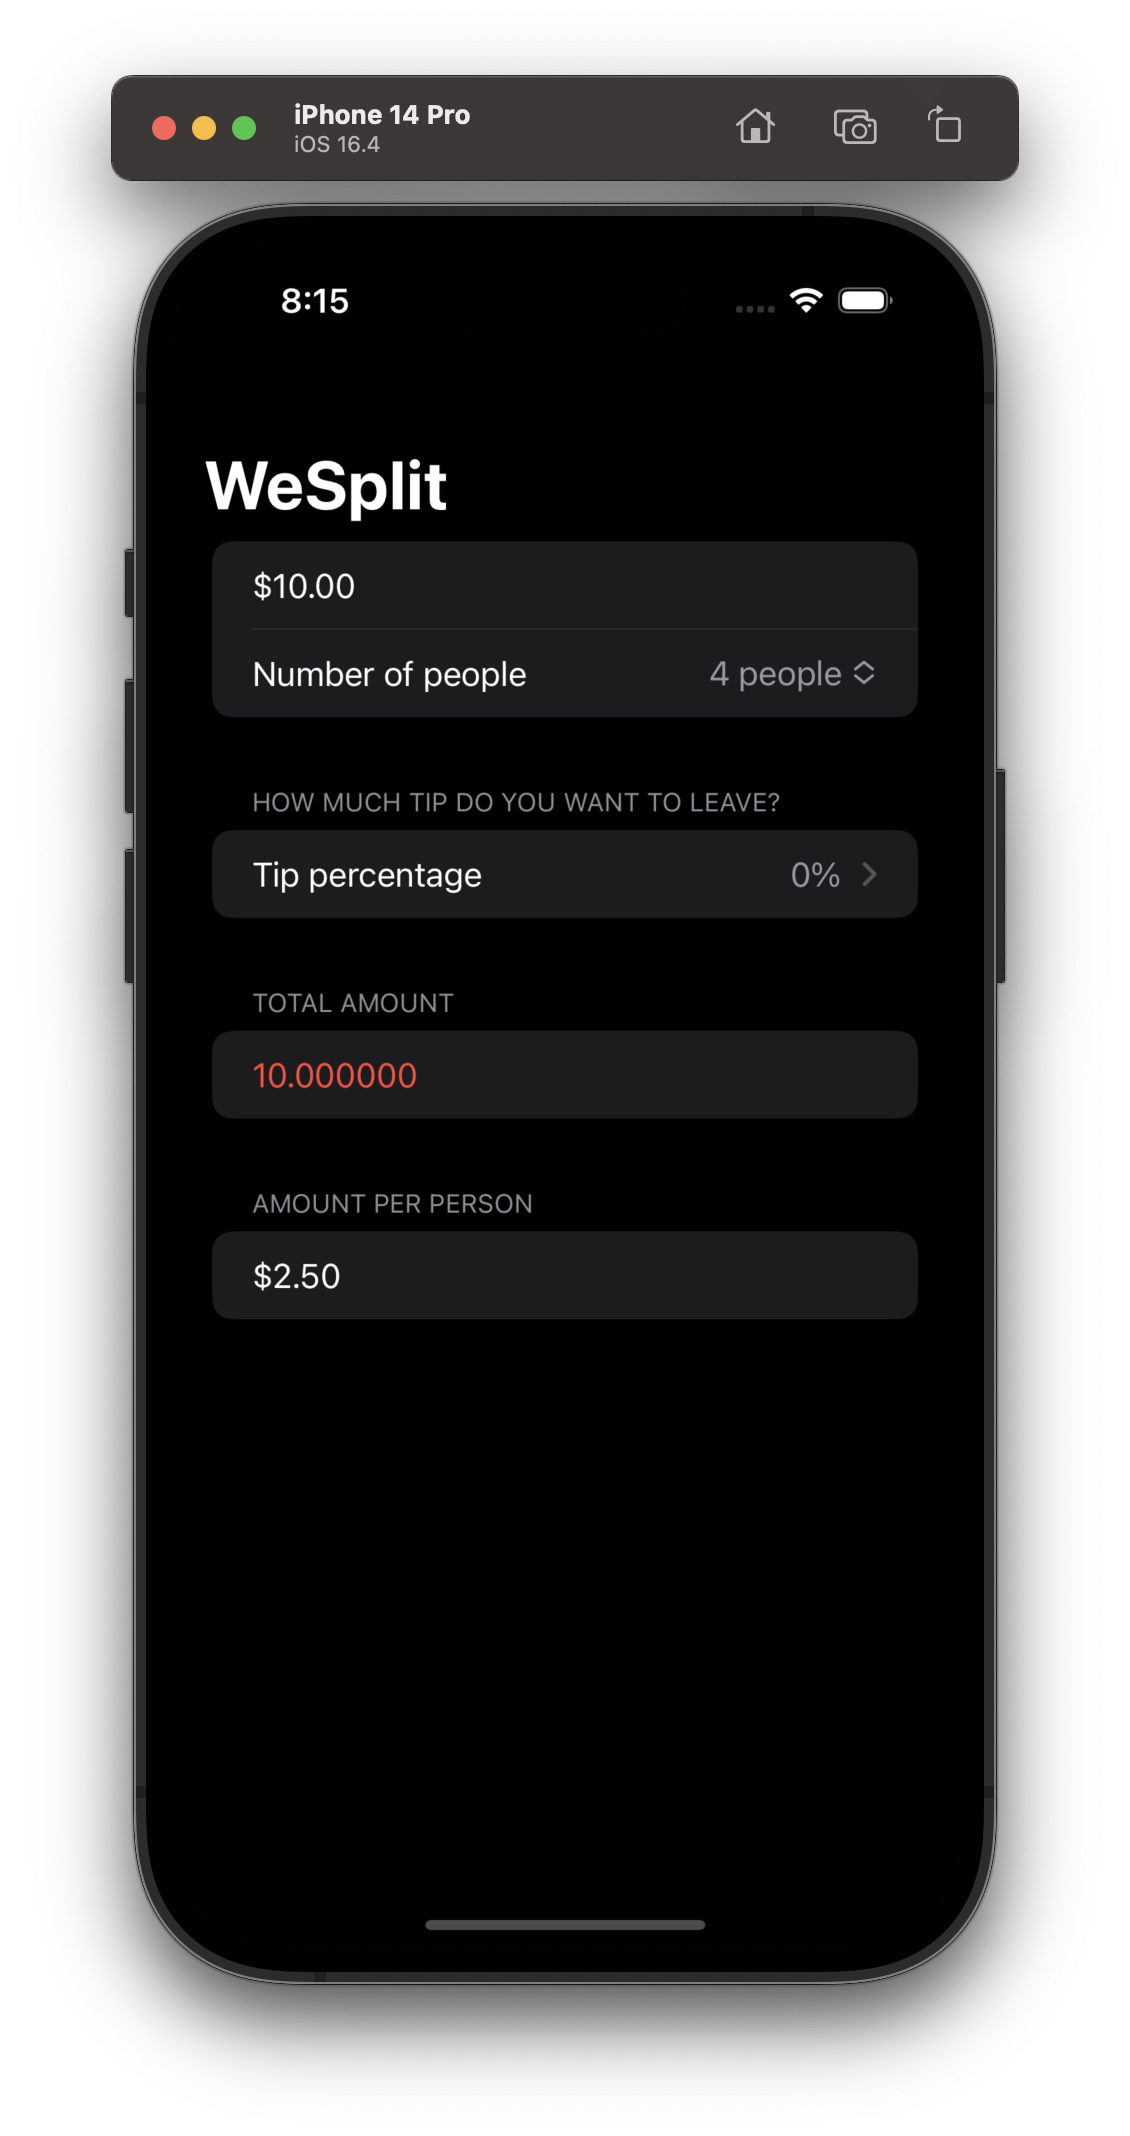 iPhone 14 Pro
iOS 16.4
8:15
WeSplit
$10.00
Number of people 4 people
HOW MUCH TIP DO YOU WANT TO LEAVE?
Tip percentage 0%
TOTAL AMOUNT
10.000000
AMOUNT PER PERSON
$2.50